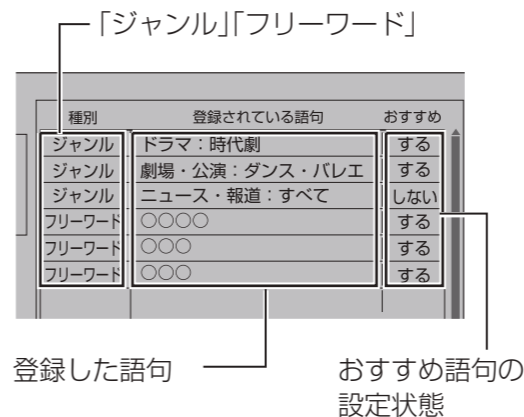 「ジャンル」「フリーワード」
種別 登録されている語句 おすすめ
ジャンル ドラマ：時代劇 する
ジャンル 劇場・公演：ダンス・バレエ する
ジャンル ニュース・報道：すべて しない
フリーワード ○○○○ する
フリーワード ○○○ する
フリーワード ○○○ する
登録した語句
おすすめ語句の
設定状態